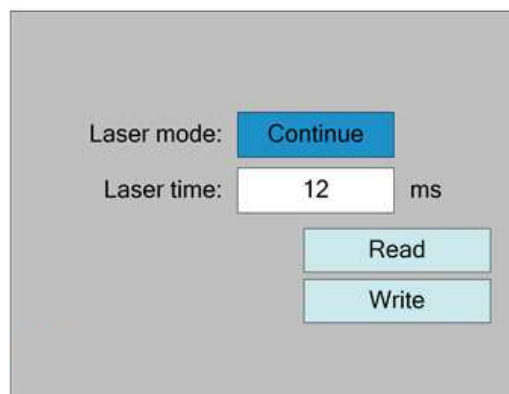 Laser mode: Continue
Laser time: 12 ms
Read
Write